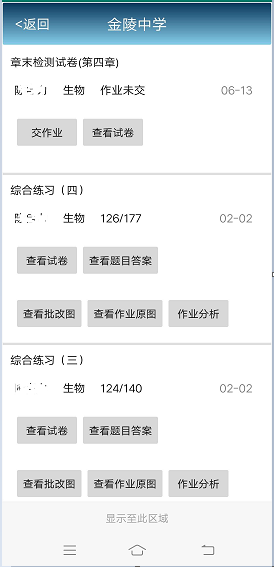 <返回 金陵中学
章末检测试卷(第四章)
生物 作业未交 06-13
交作业 查看试卷
综合练习（四）
生物 126/177 02-02
查看试卷 查看题目答案
查看批改图 查看作业原图 作业分析
综合练习（三）
生物 124/140 02-02
查看试卷 查看题目答案
查看批改图 查看作业原图 作业分析
显示至此区域